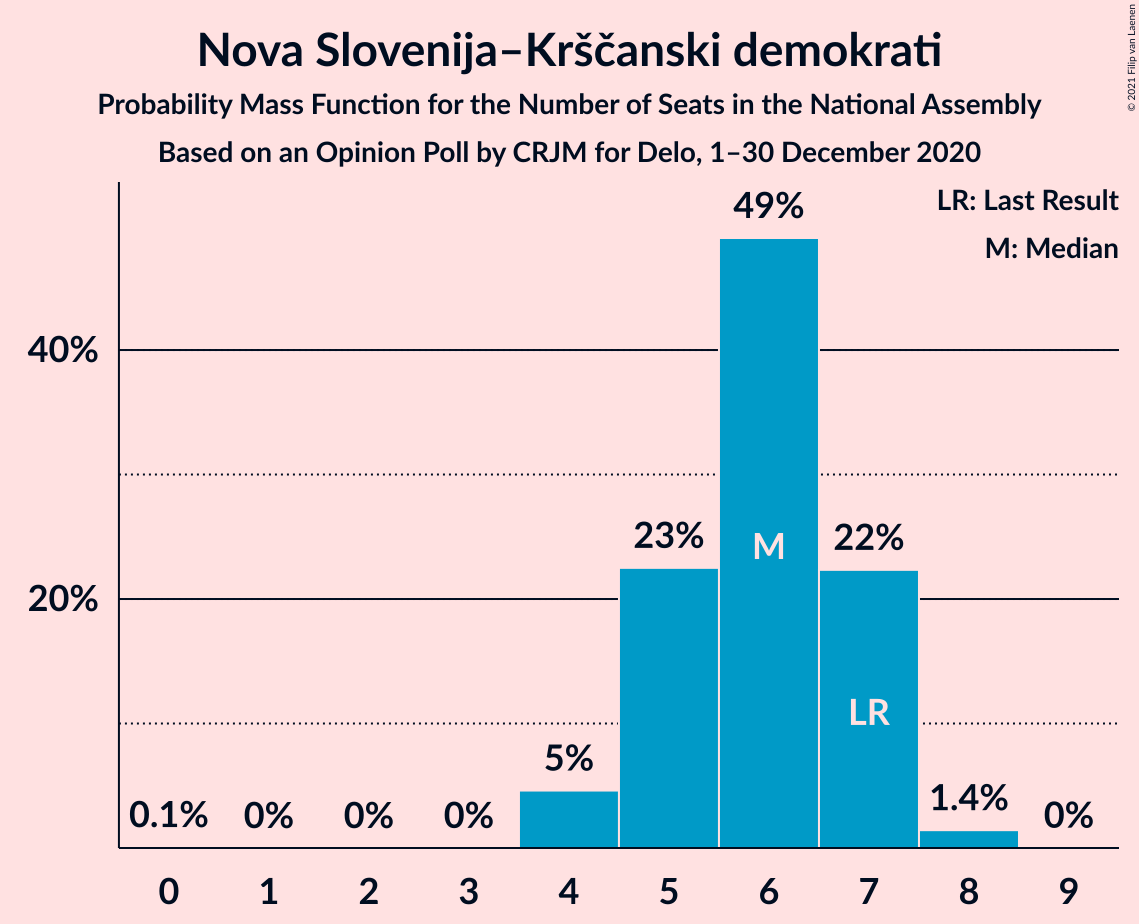 Nova Slovenija–Krščanski demokrati
Probability Mass Function for the Number of Seats in the National Assembly
Based on an Opinion Poll by CRJM for Delo, 1–30 December 2020
© 2021 Filip van Laenen
LR: Last Result
M: Median
49%
40%
23%
M
22%
20%
LR
5%
0.1% 0% 0% 0% 1.4% 0%
0 1 2 3 4 5 6 7 8 9